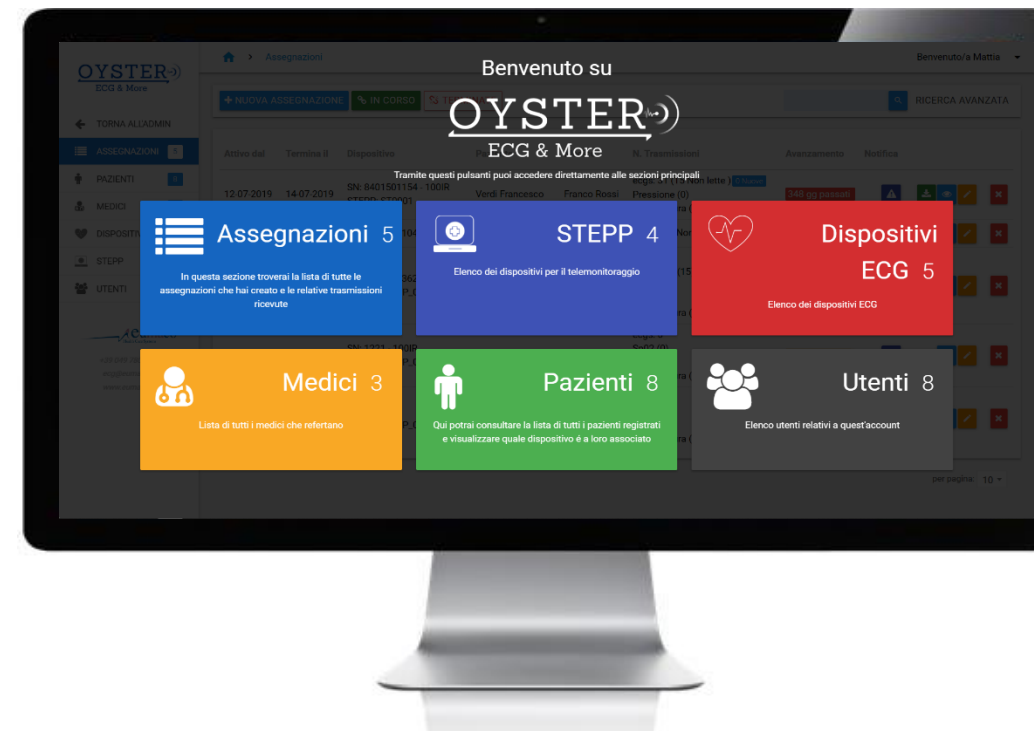 Assegnazioni
Benvenuto/a Mattia
Benvenuto su
OYSTER
ECG & More
Tramite questi pulsanti puoi accedere direttamente alle sezioni principali
OYSTER
ECG & More
+ NUOVA ASSEGNAZIONE
IN CORSO
RICERCA AVANZATA
TORNA ALL'ADMIN
ASSEGNAZIONI 5
PAZIENTI 8
MEDICI
STEPP
UTENTI
Attivo dal
Termina il
Dispositivo
N. Trasmissioni
Avanzamento
Notifica
12-07-2019
14-07-2019
SN: 8401501154 - 100IR
Verdi Francesco
Franco Rossi
Pressione (0)
348 gg passati
Assegnazioni 5
In questa sezione troverai la lista di tutte le
assegnazioni che hai creato e le relative trasmissioni
ricevute
STEPP 4
Elenco dei dispositivi per il telemonitoraggio
Dispositivi
ECG 5
Elenco dei dispositivi ECG
Medici 3
Lista di tutti i medici che refertano
Pazienti 8
Qui potrai consultare la lista di tutti i pazienti registrati
e visualizzare quale dispositivo é a loro associato
Utenti 8
Elenco utenti relativi a quest'account
per pagina: 10